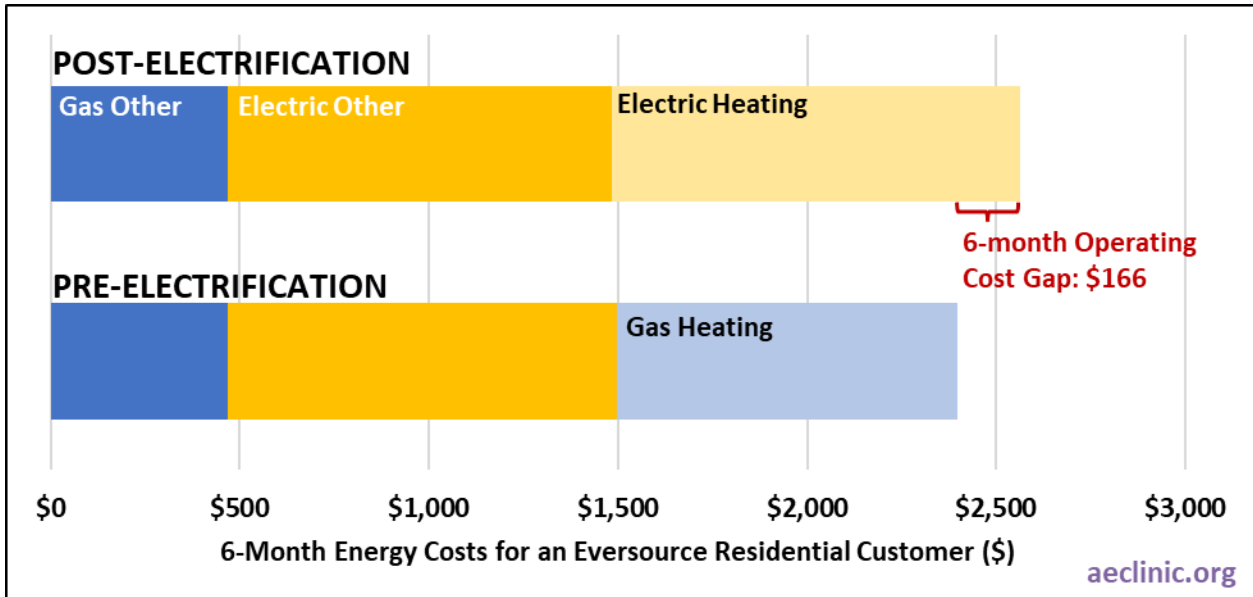 POST-ELECTRIFICATION
Gas Other
Electric Other
Electric Heating
6-month Operating
Cost Gap: $166
PRE-ELECTRIFICATION
Gas Heating
$0
$500
$1,000
$1,500
$2,000
$2,500
$3,000
6-Month Energy Costs for an Eversource Residential Customer ($)
aeclinic.org